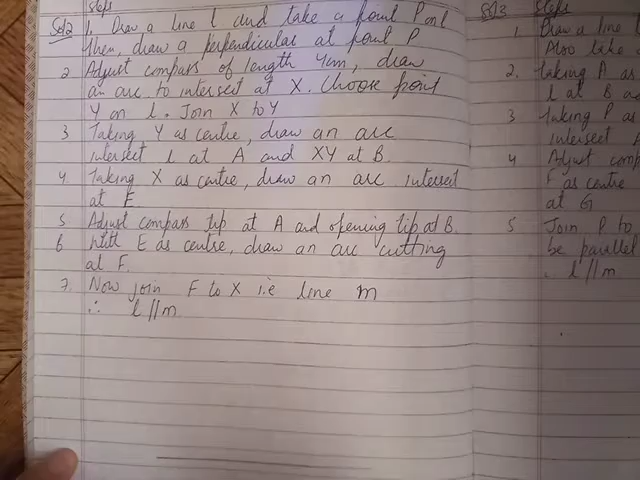 steps
Sol2 1. Draw a line l and take a point P on l
Then, draw a perpendicular at point P
2 Adjust compass of length 4cm, draw
an arc to intersect at X. Choose point
Y on l. Join X to Y
3 Taking Y as centre, draw an arc
intersect l at A and XY at B
4 Taking X as centre, draw an arc intersect
at E
5 Adjust compass tip at A and opening tip at B.
6 With E as centre, draw an arc cutting
at F.
7. Now join F to X i.e line m
∴ l // m
Sol3 steps
1 Draw a line l
Also take
2. Taking A as
l at B
3 Taking P as
intersect
4 Adjust comp
F as centre
at G
5 Join P to
be parallel
l // m